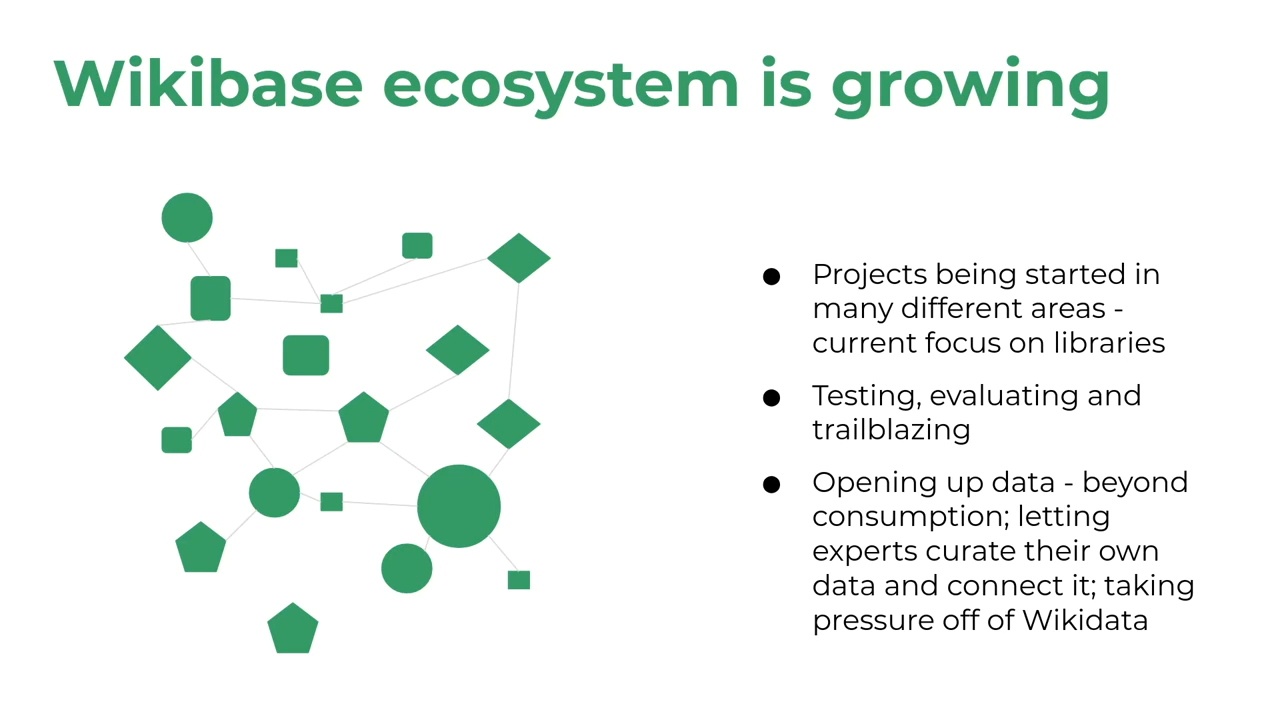 Wikibase ecosystem is growing
● Projects being started in
many different areas -
current focus on libraries
● Testing, evaluating and
trailblazing
● Opening up data - beyond
consumption; letting
experts curate their own
data and connect it; taking
pressure off of Wikidata